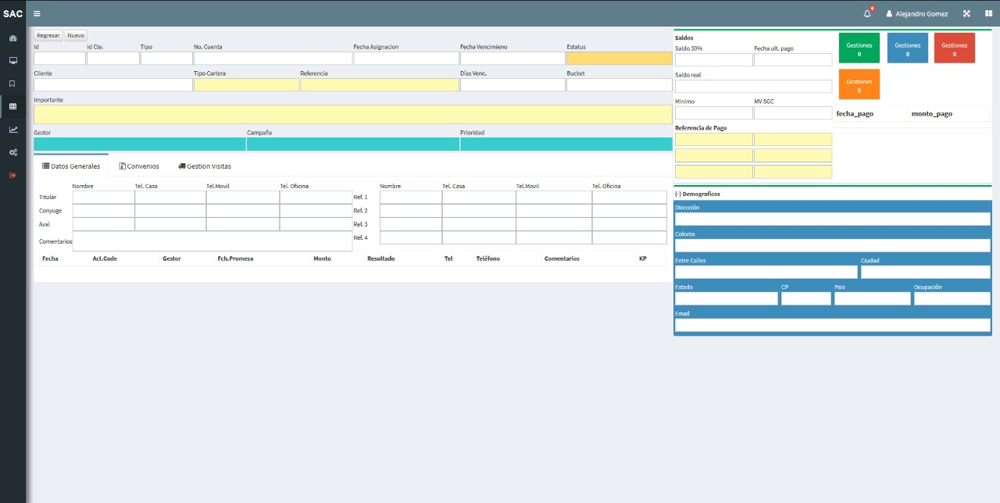 SAC
6 Alejandro Gomez
Regresar Nuevo
id id Cte. Tipo No. Cuenta Fecha Asignacion Fecha Vencimieno Estatus
Cliente Tipo Cartera Referencia Días Venc. Bucket
Importante
Gestor Campaña Prioridad
Datos Generales Convenios Gestion Visitas
Nombre Tel. Casa Tel.Movil Tel. Oficina Nombre Tel. Casa Tel.Movil Tel. Oficina
Titular Ref. 1
Conyuge Ref. 2
Aval Ref. 3
Comentarios Ref. 4
Fecha Act.Code Gestor Fch.Promesa Monto Resultado Tel Teléfono Comentarios KP
Saldos
Saldo 30% Fecha ult. pago
Saldo real
Minimo MV SGC
Referencia de Pago
Gestiones Gestiones Gestiones
0 0 0
Gestiones
0
fecha_pago monto_pago
(-) Demograficos
Dirección
Colonia
Entre Calles Ciudad
Estado CP Pais Ocupación
Email